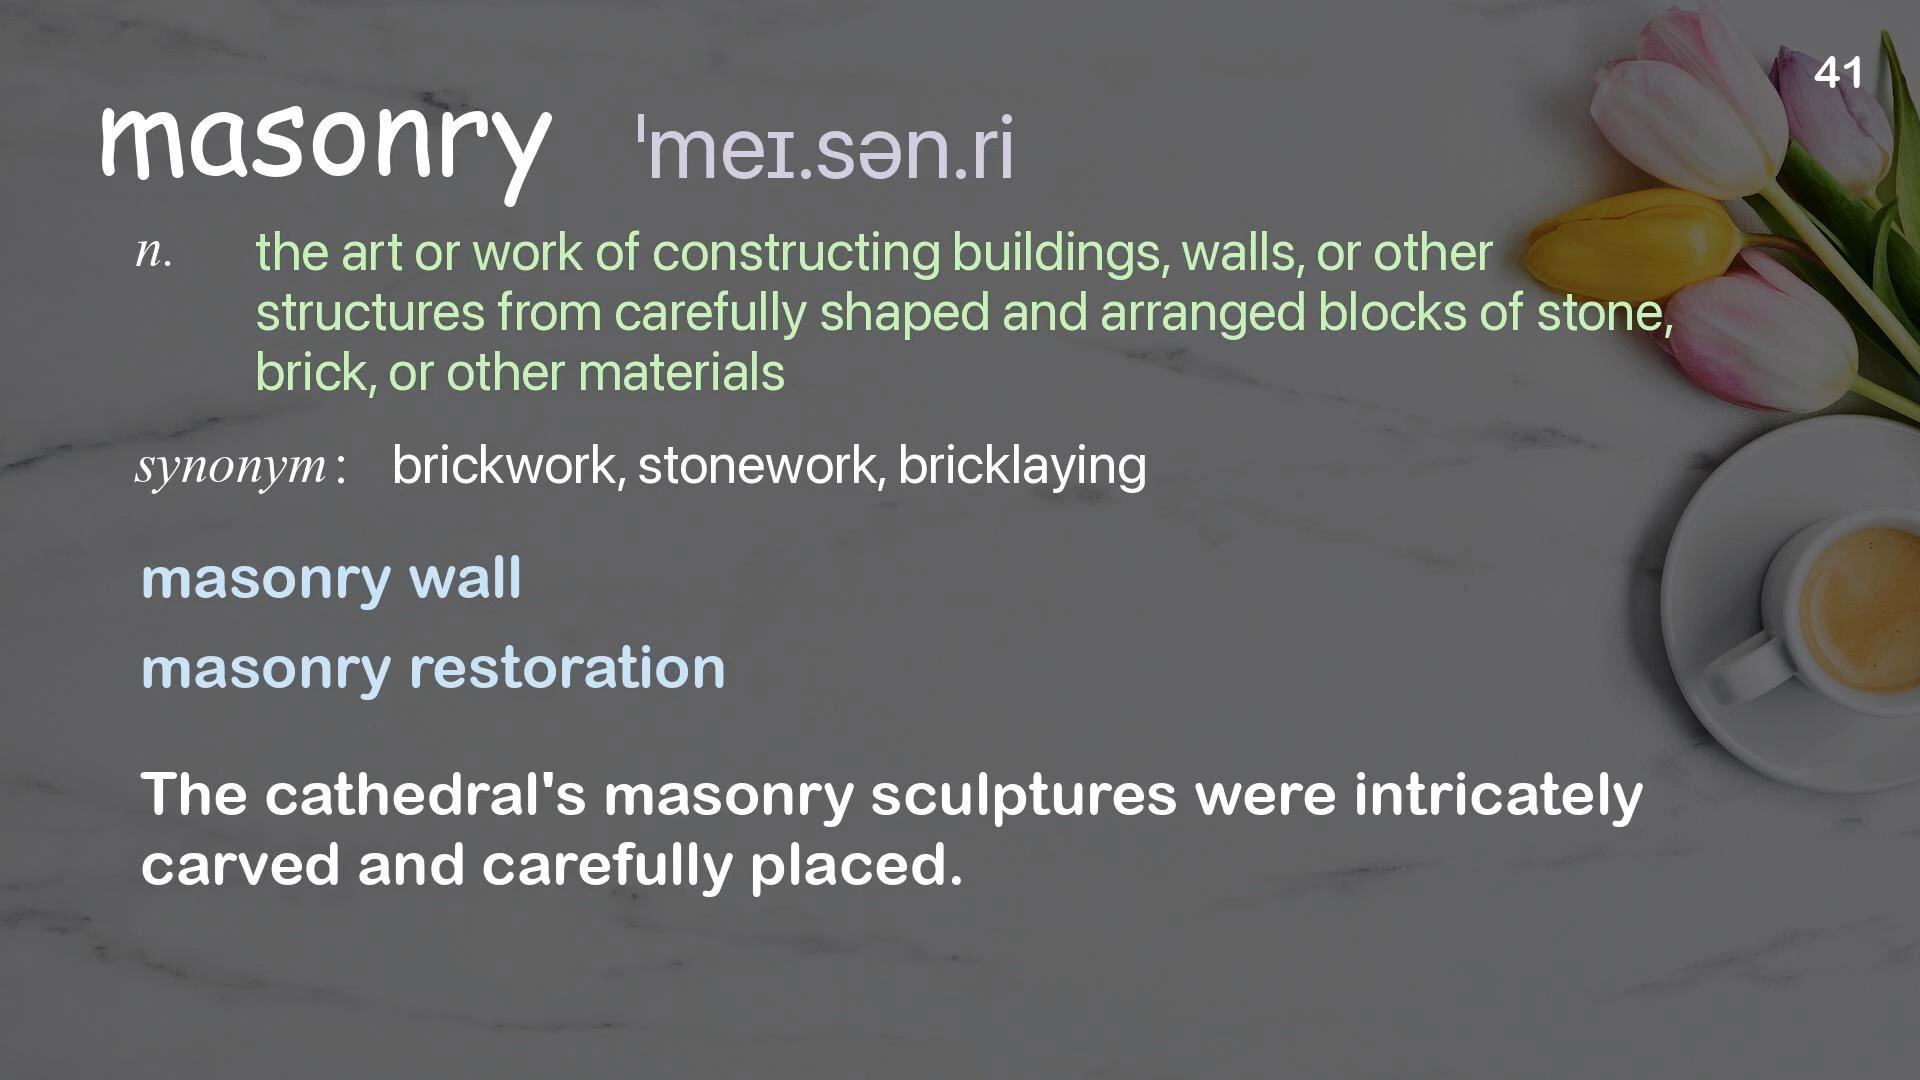 41
masonry ˈmeɪ.sən.ri
n. the art or work of constructing buildings, walls, or other
structures from carefully shaped and arranged blocks of stone,
brick, or other materials
synonym : brickwork, stonework, bricklaying
masonry wall
masonry restoration
The cathedral's masonry sculptures were intricately
carved and carefully placed.